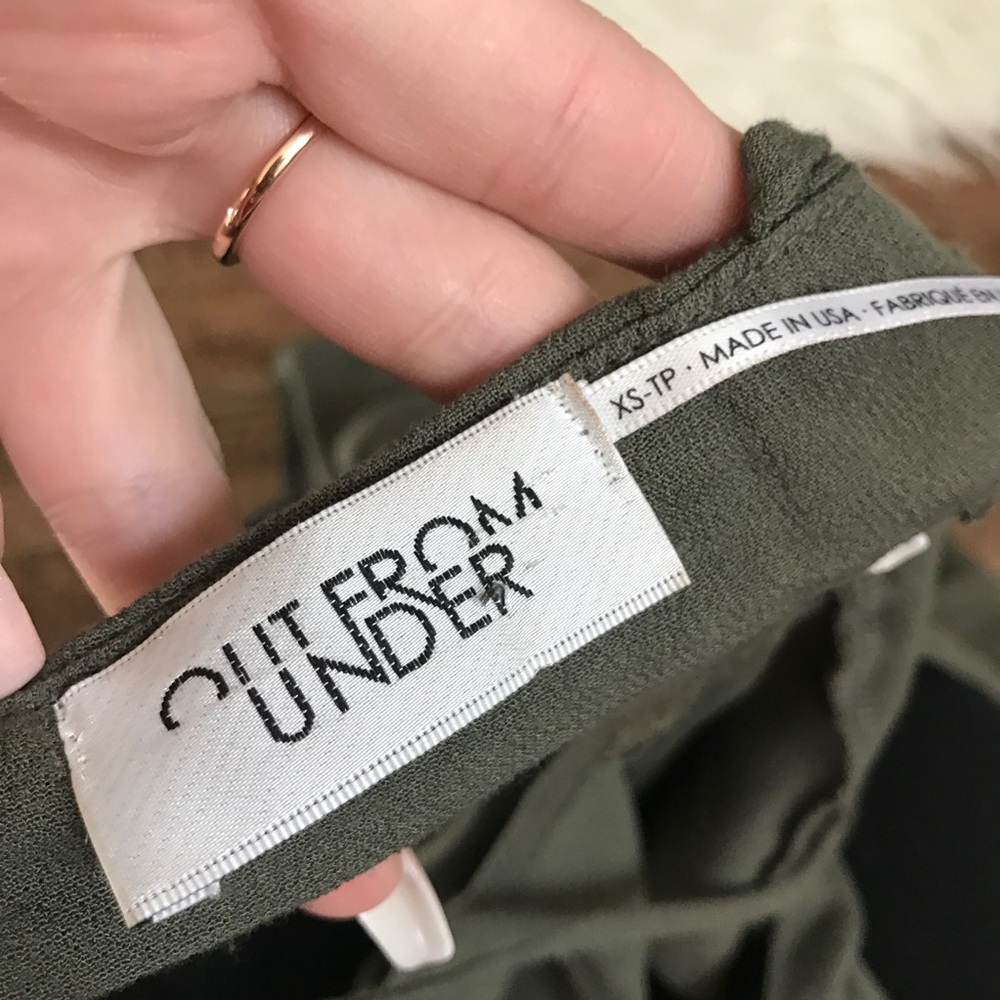 OUT FROM
UNDER
XS-TP · MADE IN USA · FABRIQUÉ EN